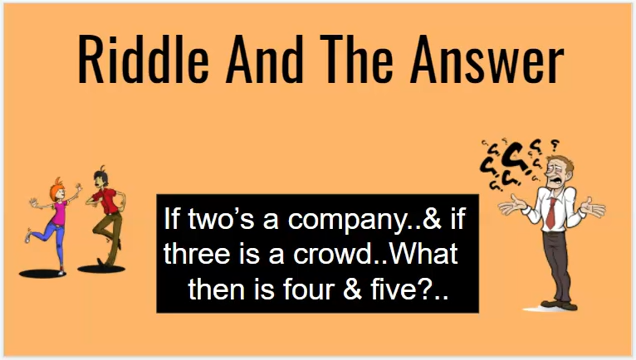 Riddle And The Answer
If two's a company..& if
three is a crowd..What
then is four & five?..